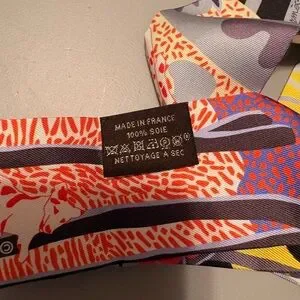 MADE IN FRANCE
100% SOIE
NETTOYAGE A SEC
©